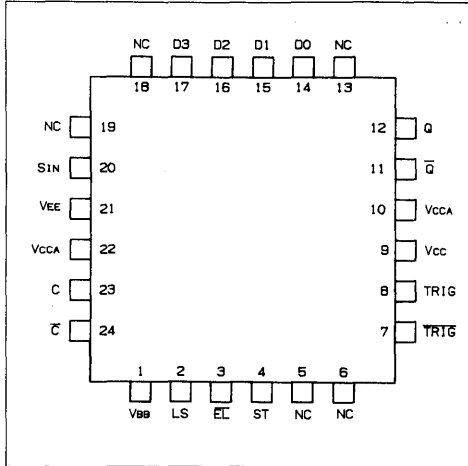 NC D3 D2 D1 D0 NC
18 17 16 15 14 13
NC 19 12 Q
SIN 20 11 Q̅
VEE 21 10 VCCA
VCCA 22 9 VCC
C 23 8 TRIG
C̅ 24 7 T̅R̅I̅G̅
1 2 3 4 5 6
VBB LS E̅L̅ ST NC NC